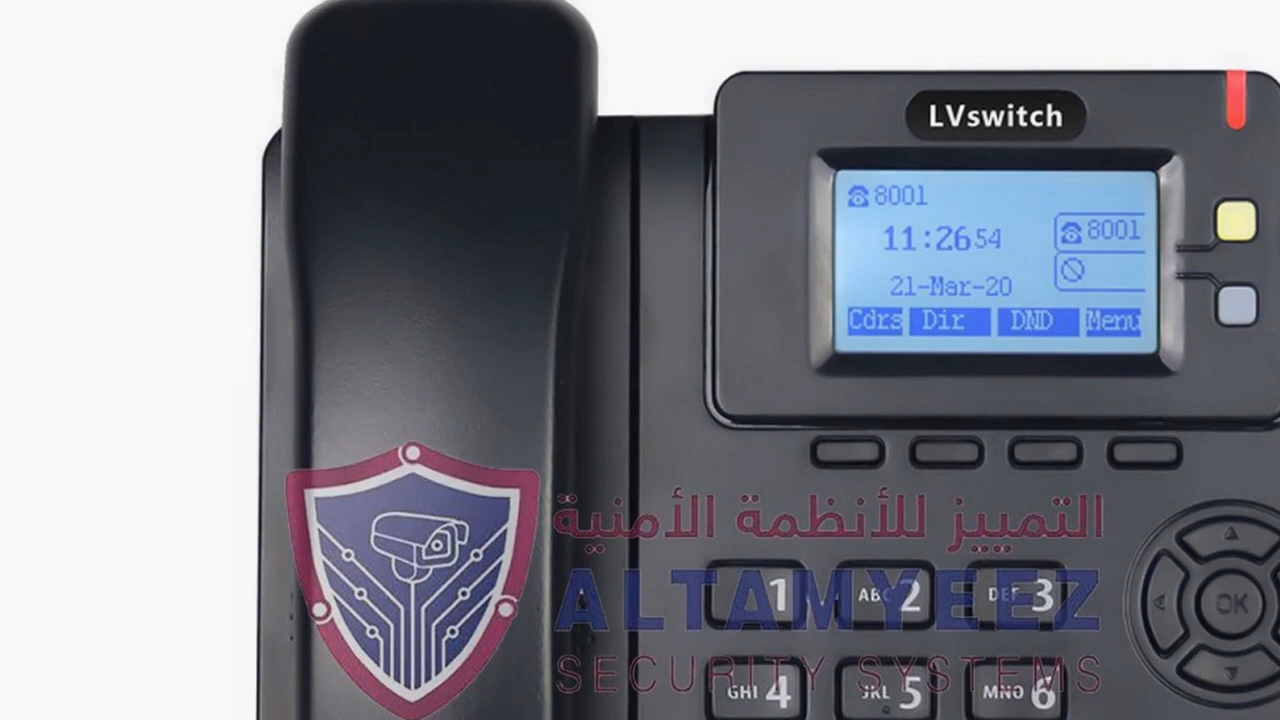 LVswitch
8001
11:26 54
8001
21-Mar-20
Cdrs Dir DND Menu
التمييز للأنظمة الأمنية
1 ABC 2 DEF 3
ALTAMYEEZ
OK
SECURITY SYSTEMS
GHI 4 JKL 5 MNO 6